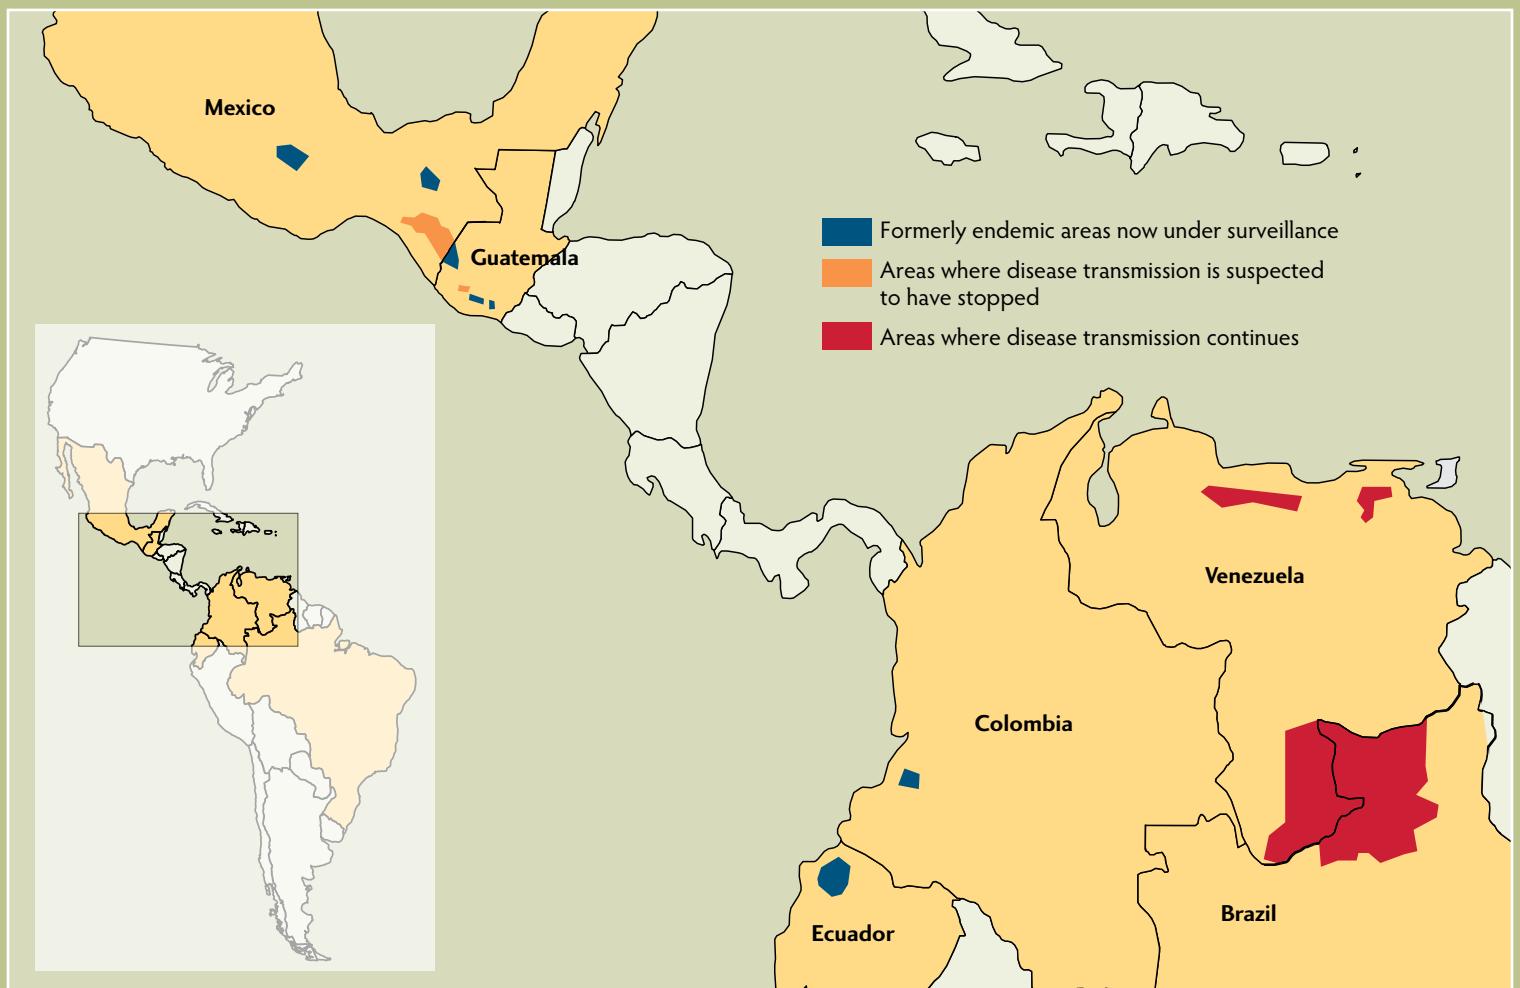 Mexico
Formerly endemic areas now under surveillance
Guatemala
Areas where disease transmission is suspected
to have stopped
Areas where disease transmission continues
Venezuela
Colombia
Brazil
Ecuador